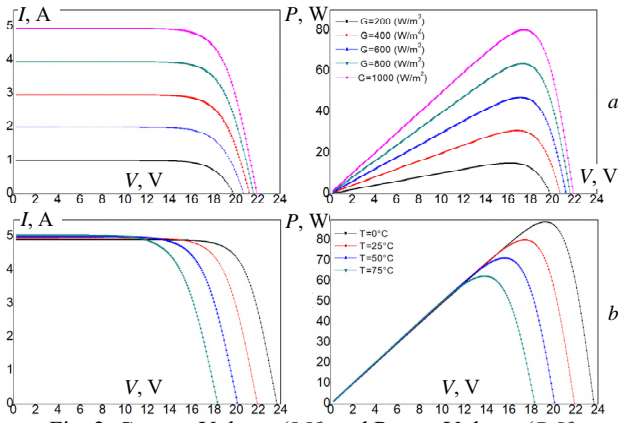 I, A
5
4
3
2
1
0
V, V
0 2 4 6 8 10 12 14 16 18 20 22 24
P, W
80
60
40
20
0
G=200 (W/m²)
G=400 (W/m²)
G=600 (W/m²)
G=800 (W/m²)
G=1000 (W/m²)
a
V, V
0 2 4 6 8 10 12 14 16 18 20 22 24
I, A
5
4
3
2
1
0
V, V
0 2 4 6 8 10 12 14 16 18 20 22 24
P, W
80
70
60
50
40
30
20
10
0
T=0°C
T=25°C
T=50°C
T=75°C
b
V, V
0 2 4 6 8 10 12 14 16 18 20 22 24